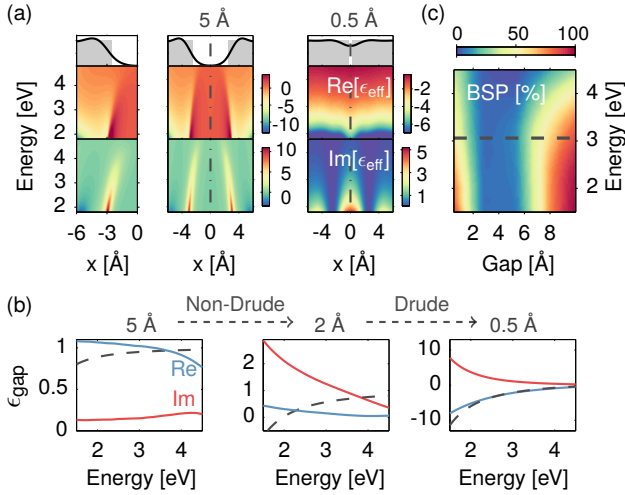 (a)
5 Å
0.5 Å
(c)
0 50 100
Energy [eV]
4
3
2
4
3
2
0
-5
-10
10
5
0
Re[ϵeff]
Im[ϵeff]
-2
-4
-6
5
3
1
BSP [%]
4
3
2
Energy [eV]
-6 -3 0
-4 0 4
-4 0 4
2 4 6 8
x [Å]
x [Å]
x [Å]
Gap [Å]
(b)
Non-Drude
Drude
5 Å
2 Å
0.5 Å
ϵgap
1
0.5
0
Re
Im
2
1
0
10
0
-10
2 3 4
2 3 4
2 3 4
Energy [eV]
Energy [eV]
Energy [eV]